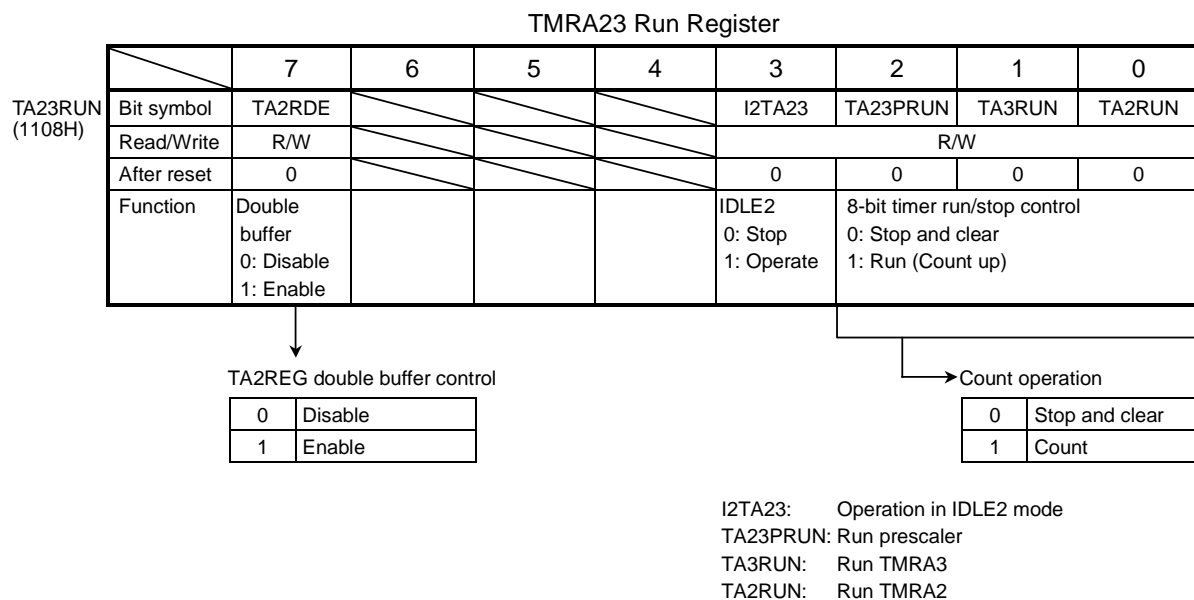 TMRA23 Run Register
7 6 5 4 3 2 1 0
TA23RUN Bit symbol TA2RDE I2TA23 TA23PRUN TA3RUN TA2RUN
(1108H)
Read/Write R/W R/W
After reset 0 0 0 0 0
Function Double IDLE2 8-bit timer run/stop control
buffer 0: Stop 0: Stop and clear
0: Disable 1: Operate 1: Run (Count up)
1: Enable
TA2REG double buffer control Count operation
0 Disable 0 Stop and clear
1 Enable 1 Count
I2TA23: Operation in IDLE2 mode
TA23PRUN: Run prescaler
TA3RUN: Run TMRA3
TA2RUN: Run TMRA2